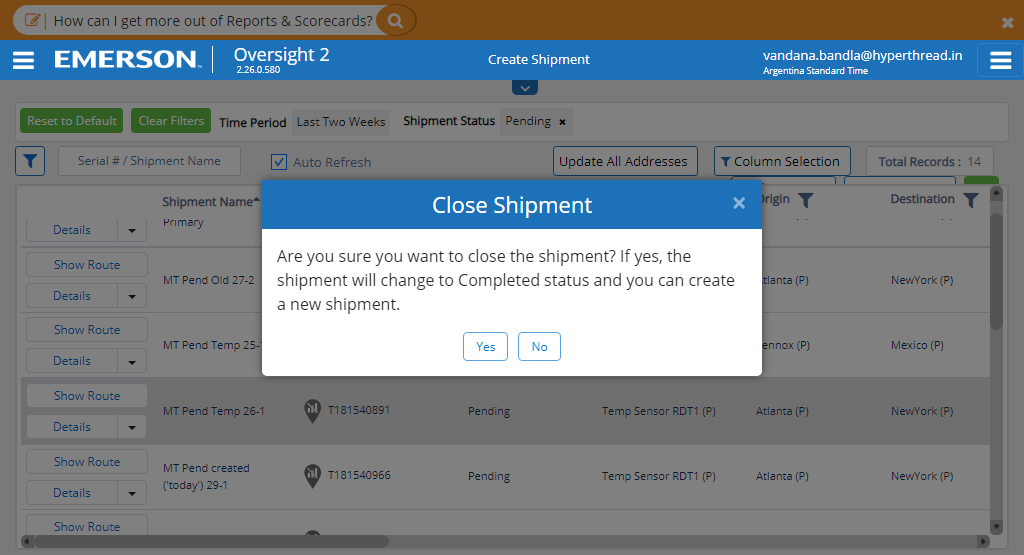 How can I get more out of Reports & Scorecards?
×
EMERSON
Oversight 2
2.26.0.580
Create Shipment
vandana.bandla@hyperthread.in
Argentina Standard Time
Reset to Default
Clear Filters
Time Period
Last Two Weeks
Shipment Status
Pending ×
Serial # / Shipment Name
Auto Refresh
Update All Addresses
Column Selection
Total Records : 14
Shipment Name
Destination
Primary
Details
Close Shipment
×
Are you sure you want to close the shipment? If yes, the
shipment will change to Completed status and you can create
a new shipment.
Yes
No
Show Route
MT Pend Old 27-2
NewYork (P)
Details
Show Route
MT Pend Temp 25-
Mexico (P)
Details
Show Route
MT Pend Temp 26-1
T181540891
Pending
Temp Sensor RDT1 (P)
Atlanta (P)
NewYork (P)
Details
Show Route
MT Pend created
('today') 29-1
T181540966
Pending
Temp Sensor RDT1 (P)
Atlanta (P)
NewYork (P)
Details
Show Route